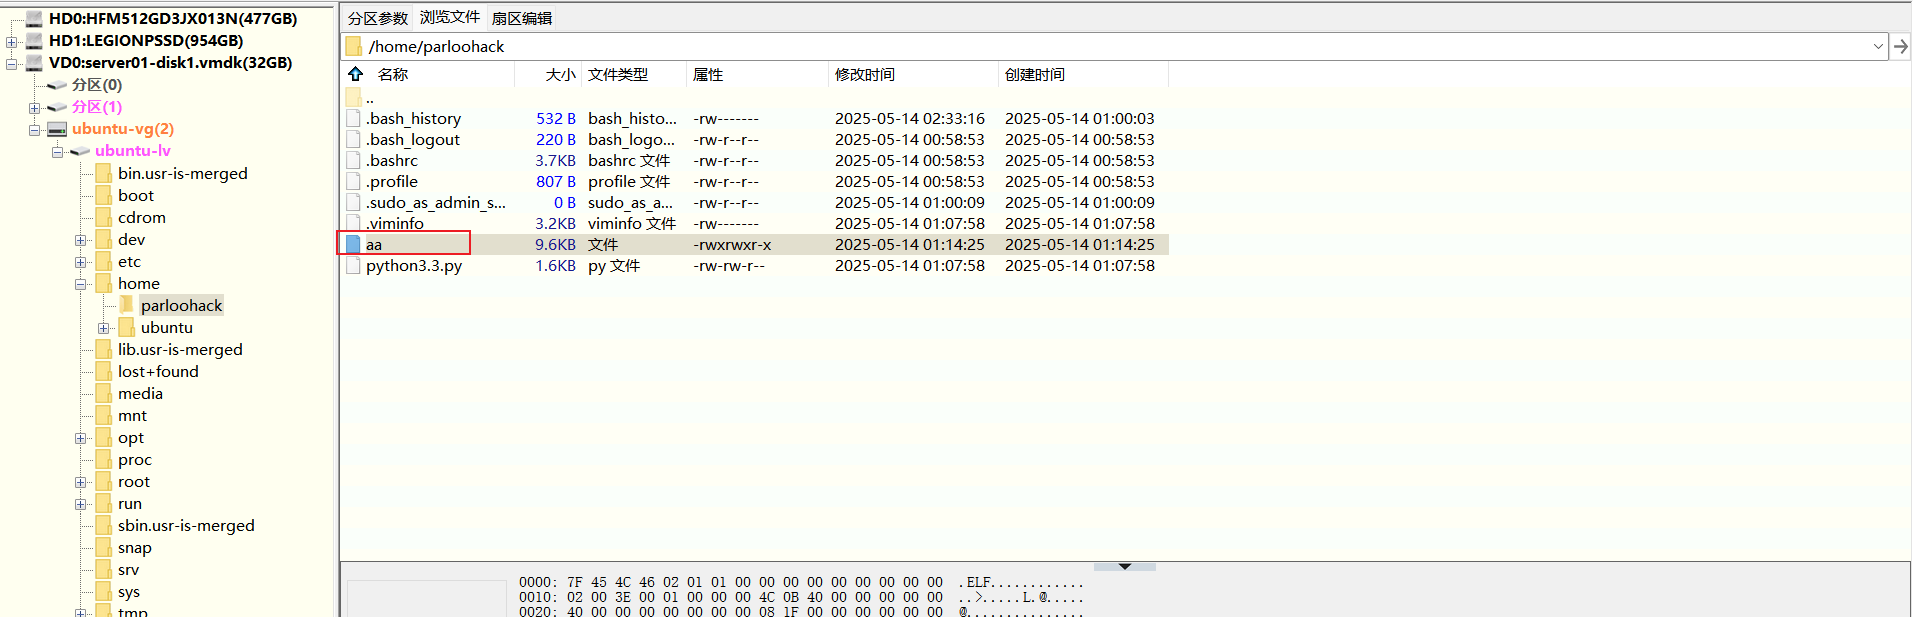 HD0:HFM512GD3JX013N(477GB)
HD1:LEGIONPSSD(954GB)
VD0:server01-disk1.vmdk(32GB)
分区(0)
分区(1)
ubuntu-vg(2)
ubuntu-lv
bin.usr-is-merged
boot
cdrom
dev
etc
home
parloohack
ubuntu
lib.usr-is-merged
lost+found
media
mnt
opt
proc
root
run
sbin.usr-is-merged
snap
srv
sys
tmp
分区参数 浏览文件 扇区编辑
/home/parloohack
名称 大小 文件类型 属性 修改时间 创建时间
..
.bash_history 532 B bash_histo... -rw------- 2025-05-14 02:33:16 2025-05-14 01:00:03
.bash_logout 220 B bash_logo... -rw-r--r-- 2025-05-14 00:58:53 2025-05-14 00:58:53
.bashrc 3.7KB bashrc 文件 -rw-r--r-- 2025-05-14 00:58:53 2025-05-14 00:58:53
.profile 807 B profile 文件 -rw-r--r-- 2025-05-14 00:58:53 2025-05-14 00:58:53
.sudo_as_admin_s... 0 B sudo_as_a... -rw-r--r-- 2025-05-14 01:00:09 2025-05-14 01:00:09
.viminfo 3.2KB viminfo 文件 -rw------- 2025-05-14 01:07:58 2025-05-14 01:07:58
aa 9.6KB 文件 -rwxrwxr-x 2025-05-14 01:14:25 2025-05-14 01:14:25
python3.3.py 1.6KB py 文件 -rw-rw-r-- 2025-05-14 01:07:58 2025-05-14 01:07:58
0000: 7F 45 4C 46 02 01 01 00 00 00 00 00 00 00 00 00 .ELF............
0010: 02 00 3E 00 01 00 00 00 4C 0B 40 00 00 00 00 00 ..>.....L.@.....
0020: 40 00 00 00 00 00 00 00 08 1F 00 00 00 00 00 00 @...............